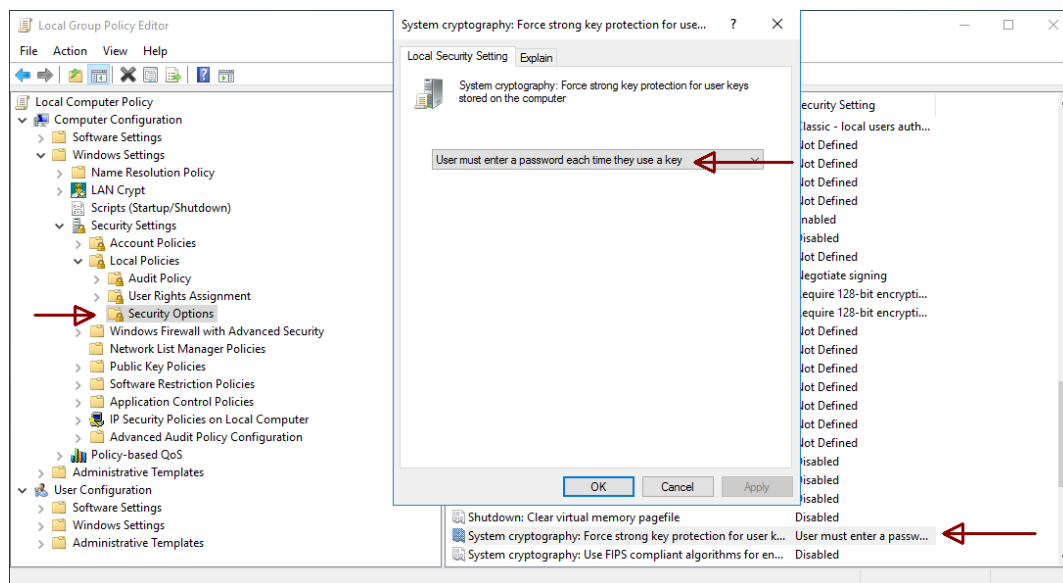 Local Group Policy Editor
File Action View Help
Local Computer Policy
Computer Configuration
Software Settings
Windows Settings
Name Resolution Policy
LAN Crypt
Scripts (Startup/Shutdown)
Security Settings
Account Policies
Local Policies
Audit Policy
User Rights Assignment
Security Options
Windows Firewall with Advanced Security
Network List Manager Policies
Public Key Policies
Software Restriction Policies
Application Control Policies
IP Security Policies on Local Computer
Advanced Audit Policy Configuration
Policy-based QoS
Administrative Templates
User Configuration
Software Settings
Windows Settings
Administrative Templates
System cryptography: Force strong key protection for use... ?
Local Security Setting Explain
System cryptography: Force strong key protection for user keys
stored on the computer
User must enter a password each time they use a key
OK Cancel Apply
ecurity Setting
lassic - local users auth...
Not Defined
Not Defined
Not Defined
Not Defined
nabled
isabled
Not Defined
Negotiate signing
equire 128-bit encrypti...
equire 128-bit encrypti...
Not Defined
Not Defined
Not Defined
Not Defined
Not Defined
Not Defined
Not Defined
isabled
isabled
isabled
Shutdown: Clear virtual memory pagefile Disabled
System cryptography: Force strong key protection for user k... User must enter a passw...
System cryptography: Use FIPS compliant algorithms for en... Disabled